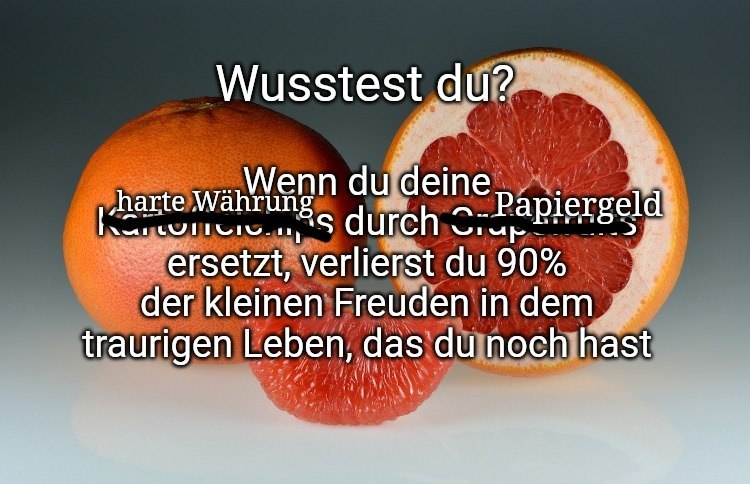 Wusstest du?
Wenn du deine
harte Währung Papiergeld
Kartoffelchips durch Grapefruits
ersetzt, verlierst du 90%
der kleinen Freuden in dem
traurigen Leben, das du noch hast